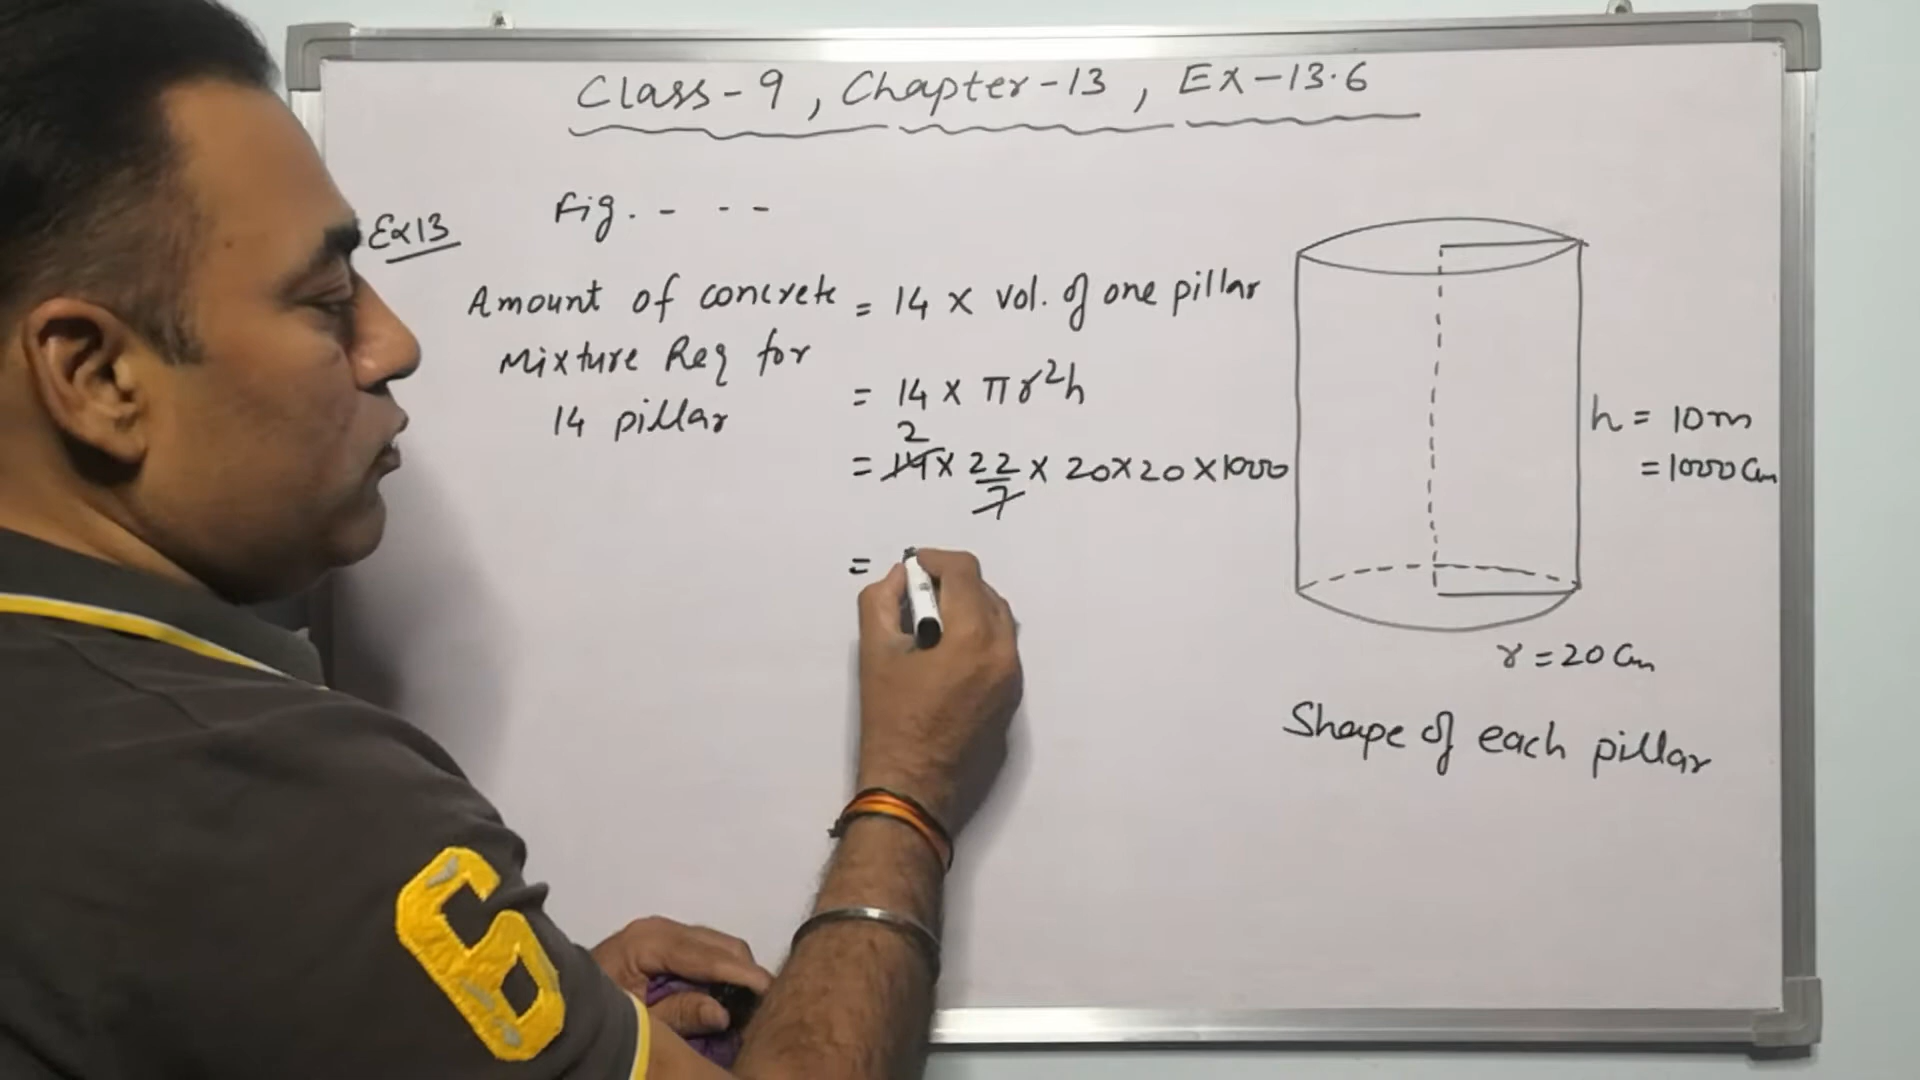 Class-9, Chapter-13, Ex-13.6
Ex13 Fig. - - -
Amount of concrete = 14 × vol. of one pillar
Mixture Req for
14 pillar
= 14 × πr²h
2
= 14 × 22/7 × 20×20×1000
=
h = 10m
= 1000 Cm
r = 20 Cm
Shape of each pillar
6